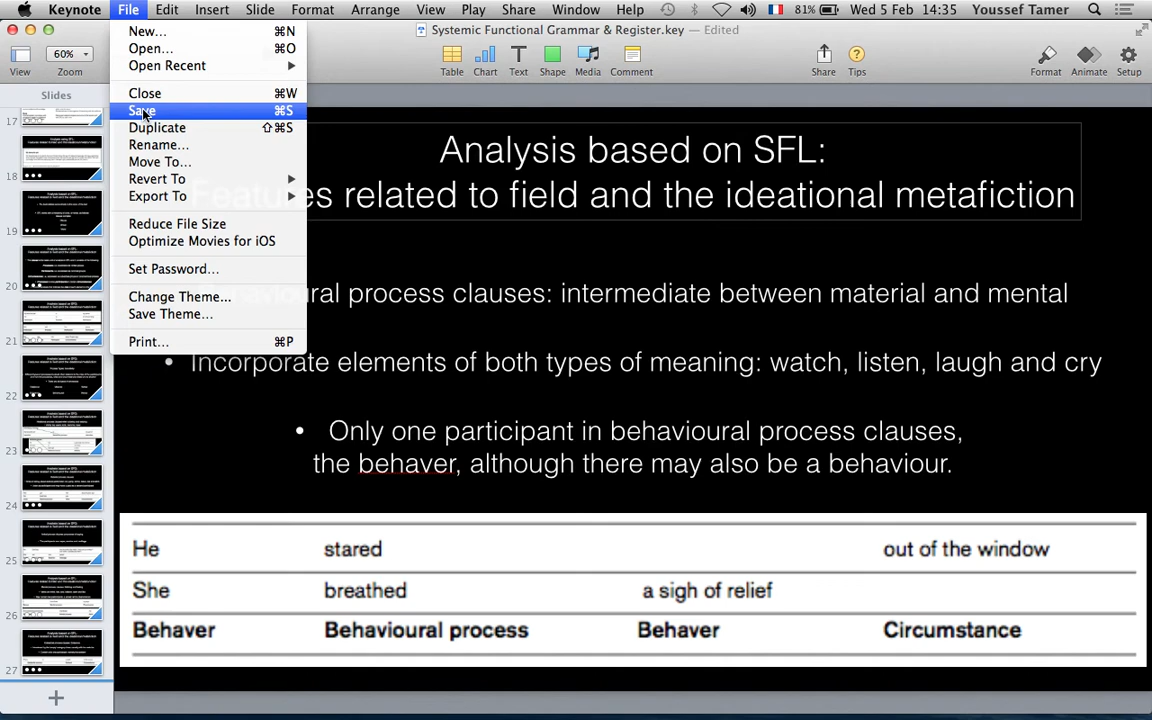 Keynote File Edit Insert Slide Format Arrange View Play Share Window Help 81% Wed 5 Feb 14:35 Youssef Tamer
Systemic Functional Grammar & Register.key — Edited
60%
View Zoom Table Chart Text Shape Media Comment Share Tips Format Animate Setup
Slides
New... ⌘N
Open... ⌘O
Open Recent
Close ⌘W
Save ⌘S
Duplicate ⇧⌘S
Rename...
Move To...
Revert To
Export To
Reduce File Size
Optimize Movies for iOS
Set Password...
Change Theme...
Save Theme...
Print... ⌘P
17
18
19
20
21
22
23
24
25
26
27
Analysis based on SFL:
Features related to field and the ideational metafiction
Behavioural process clauses: intermediate between material and mental
• Incorporate elements of both types of meaning: watch, listen, laugh and cry
• Only one participant in behavioural process clauses,
the behaver, although there may also be a behaviour.
He stared out of the window
She breathed a sigh of relief
Behaver Behavioural process Behaver Circumstance